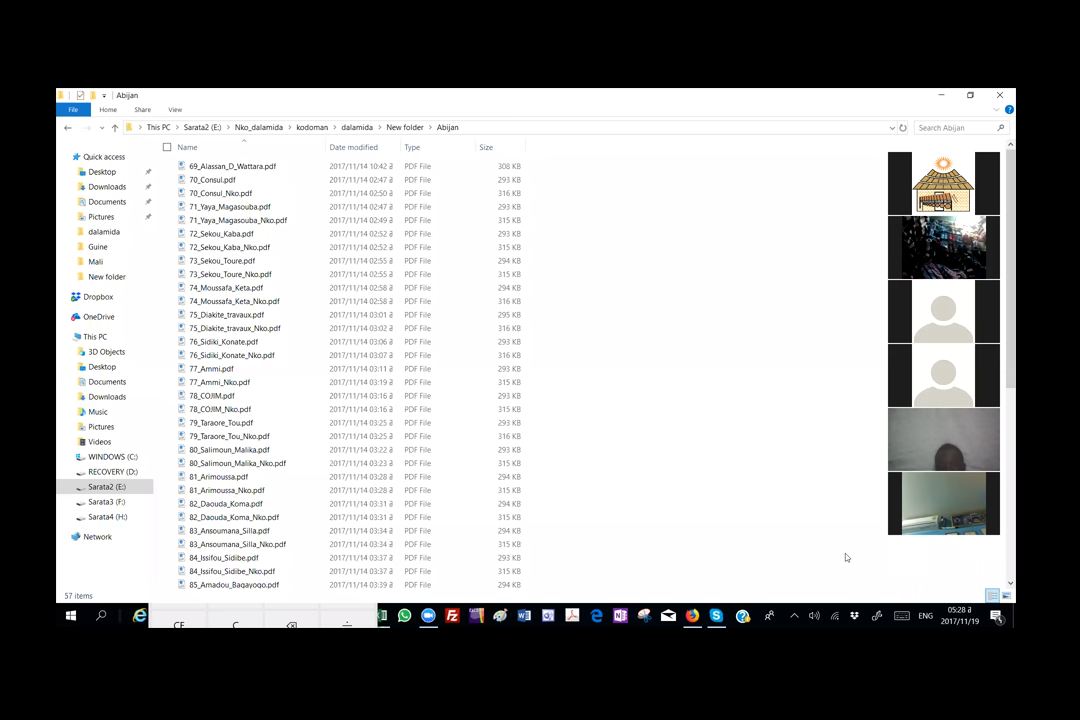 Abijan
File Home Share View
This PC Sarata2 (E:) Nko_dalamida kodoman dalamida New folder Abijan Search Abijan
Name Date modified Type Size
Quick access
Desktop
Downloads
Documents
Pictures
dalamida
Guine
Mali
New folder
Dropbox
OneDrive
This PC
3D Objects
Desktop
Documents
Downloads
Music
Pictures
Videos
WINDOWS (C:)
RECOVERY (D:)
Sarata2 (E:)
Sarata3 (F:)
Sarata4 (H:)
Network
69_Alassan_D_Wattara.pdf 2017/11/14 10:42 PDF File 308 KB
70_Consul.pdf 2017/11/14 02:47 PDF File 293 KB
70_Consul_Nko.pdf 2017/11/14 02:50 PDF File 316 KB
71_Yaya_Magasouba.pdf 2017/11/14 02:47 PDF File 293 KB
71_Yaya_Magasouba_Nko.pdf 2017/11/14 02:49 PDF File 315 KB
72_Sekou_Kaba.pdf 2017/11/14 02:52 PDF File 293 KB
72_Sekou_Kaba_Nko.pdf 2017/11/14 02:52 PDF File 315 KB
73_Sekou_Toure.pdf 2017/11/14 02:55 PDF File 294 KB
73_Sekou_Toure_Nko.pdf 2017/11/14 02:55 PDF File 315 KB
74_Moussafa_Keta.pdf 2017/11/14 02:58 PDF File 294 KB
74_Moussafa_Keta_Nko.pdf 2017/11/14 02:58 PDF File 316 KB
75_Diakite_travaux.pdf 2017/11/14 03:01 PDF File 295 KB
75_Diakite_travaux_Nko.pdf 2017/11/14 03:02 PDF File 316 KB
76_Sidiki_Konate.pdf 2017/11/14 03:06 PDF File 293 KB
76_Sidiki_Konate_Nko.pdf 2017/11/14 03:07 PDF File 316 KB
77_Ammi.pdf 2017/11/14 03:11 PDF File 293 KB
77_Ammi_Nko.pdf 2017/11/14 03:19 PDF File 315 KB
78_COJIM.pdf 2017/11/14 03:16 PDF File 293 KB
78_COJIM_Nko.pdf 2017/11/14 03:16 PDF File 315 KB
79_Taraore_Tou.pdf 2017/11/14 03:25 PDF File 293 KB
79_Taraore_Tou_Nko.pdf 2017/11/14 03:25 PDF File 316 KB
80_Salimoun_Malika.pdf 2017/11/14 03:22 PDF File 293 KB
80_Salimoun_Malika_Nko.pdf 2017/11/14 03:23 PDF File 315 KB
81_Arimoussa.pdf 2017/11/14 03:28 PDF File 294 KB
81_Arimoussa_Nko.pdf 2017/11/14 03:28 PDF File 315 KB
82_Daouda_Koma.pdf 2017/11/14 03:31 PDF File 294 KB
82_Daouda_Koma_Nko.pdf 2017/11/14 03:31 PDF File 315 KB
83_Ansoumana_Silla.pdf 2017/11/14 03:34 PDF File 294 KB
83_Ansoumana_Silla_Nko.pdf 2017/11/14 03:34 PDF File 315 KB
84_Issifou_Sidibe.pdf 2017/11/14 03:37 PDF File 293 KB
84_Issifou_Sidibe_Nko.pdf 2017/11/14 03:37 PDF File 315 KB
85_Amadou_Bagayogo.pdf 2017/11/14 03:39 PDF File 294 KB
57 items
CE C
ENG 05:28
2017/11/19